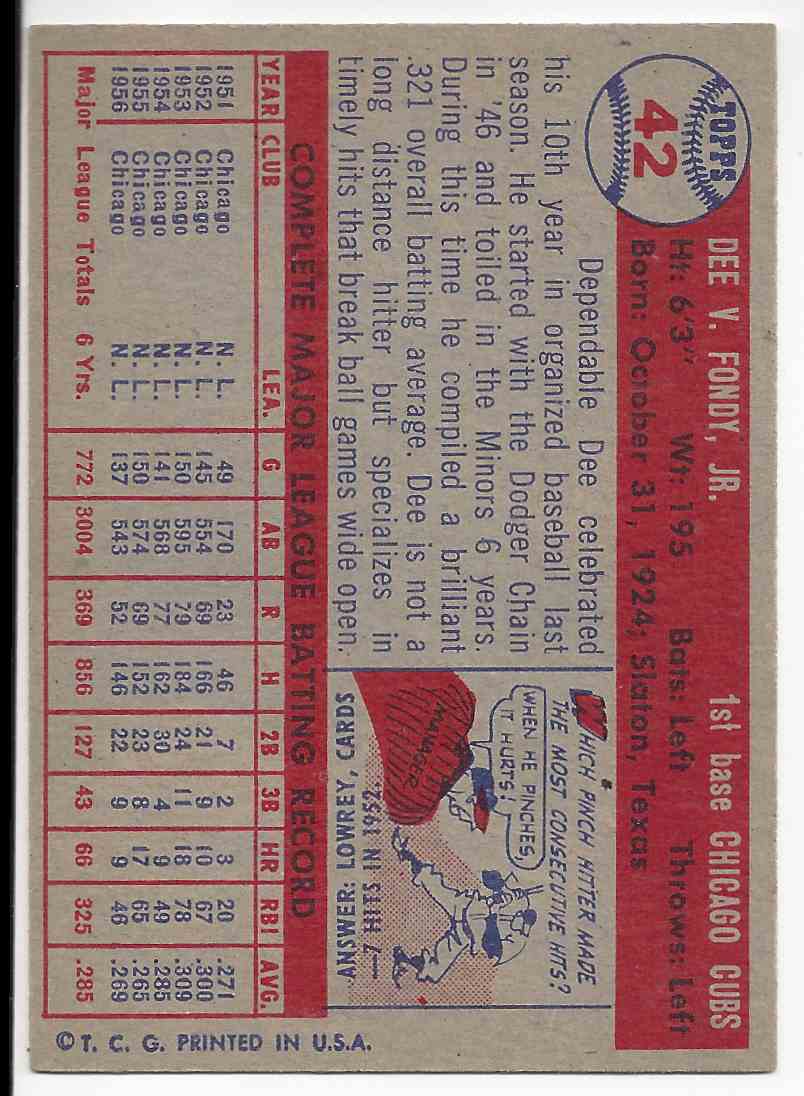 TOPPS
42
DEE V. FONDY, JR. 1st base CHICAGO CUBS
Ht: 6'3" Wt: 195 Bats: Left Throws: Left
Born: October 31, 1924; Slaton, Texas
Dependable Dee celebrated
his 10th year in organized baseball last
season. He started with the Dodger Chain
in '46 and toiled in the Minors 6 years.
During this time he compiled a brilliant
.321 overall batting average. Dee is not a
long distance hitter but specializes in
timely hits that break ball games wide open.
WHICH PINCH HITTER MADE
THE MOST CONSECUTIVE HITS?
WHEN HE PINCHES,
IT HURTS!
MANAGER
ANSWER: LOWREY, CARDS
—7 HITS IN 1952
COMPLETE MAJOR LEAGUE BATTING RECORD
YEAR CLUB LEA. G AB R H 2B 3B HR RBI AVG.
1951 Chicago N. L. 49 170 23 46 7 2 3 20 .271
1952 Chicago N. L. 145 554 69 166 21 9 10 67 .300
1953 Chicago N. L. 150 595 79 184 24 11 18 78 .309
1954 Chicago N. L. 141 568 77 162 30 4 9 49 .285
1955 Chicago N. L. 150 574 69 152 23 8 17 65 .265
1956 Chicago N. L. 137 543 52 146 22 9 9 46 .269
Major League Totals 6 Yrs. 772 3004 369 856 127 43 66 325 .285
© T. C. G. PRINTED IN U.S.A.